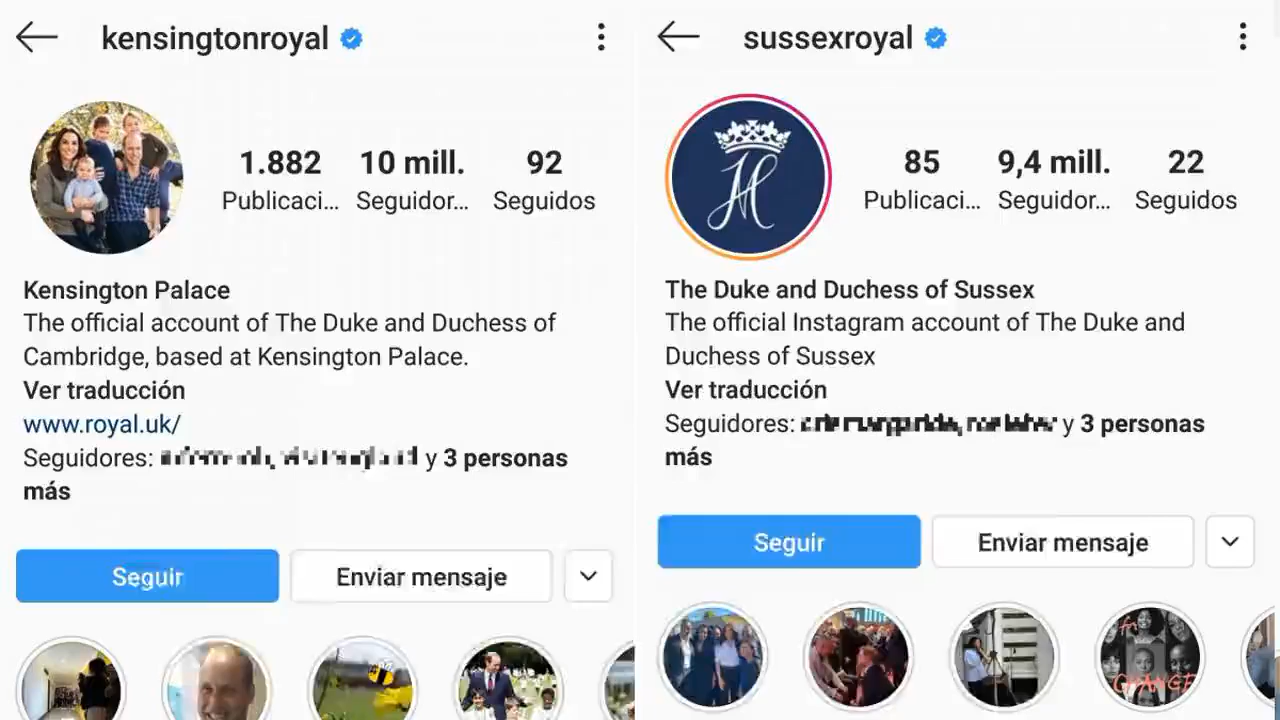 kensingtonroyal
1.882
10 mill.
92
Publicaci...
Seguidor...
Seguidos
Kensington Palace
The official account of The Duke and Duchess of
Cambridge, based at Kensington Palace.
Ver traducción
www.royal.uk/
Seguidores: y 3 personas
más
Seguir
Enviar mensaje
sussexroyal
85
9,4 mill.
22
Publicaci...
Seguidor...
Seguidos
The Duke and Duchess of Sussex
The official Instagram account of The Duke and
Duchess of Sussex
Ver traducción
Seguidores: y 3 personas
más
Seguir
Enviar mensaje
CHANGE